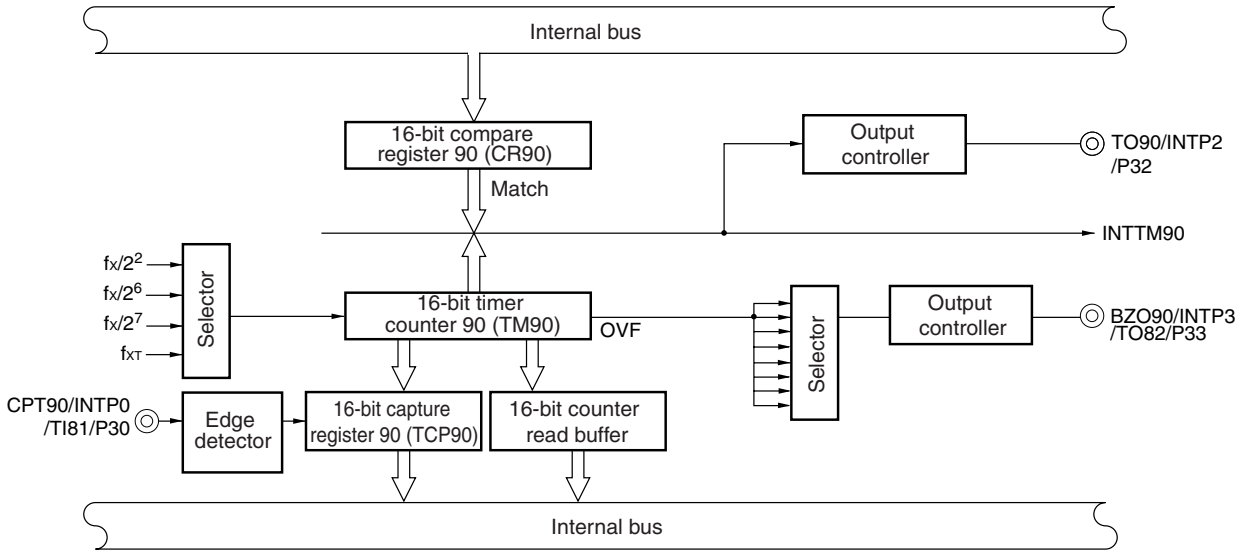 Internal bus
16-bit compare
register 90 (CR90)
Match
Output
controller
TO90/INTP2
/P32
INTTM90
fX/2²
fX/2⁶
fX/2⁷
fXT
Selector
16-bit timer
counter 90 (TM90)
OVF
Selector
Output
controller
BZO90/INTP3
/TO82/P33
CPT90/INTP0
/TI81/P30
Edge
detector
16-bit capture
register 90 (TCP90)
16-bit counter
read buffer
Internal bus